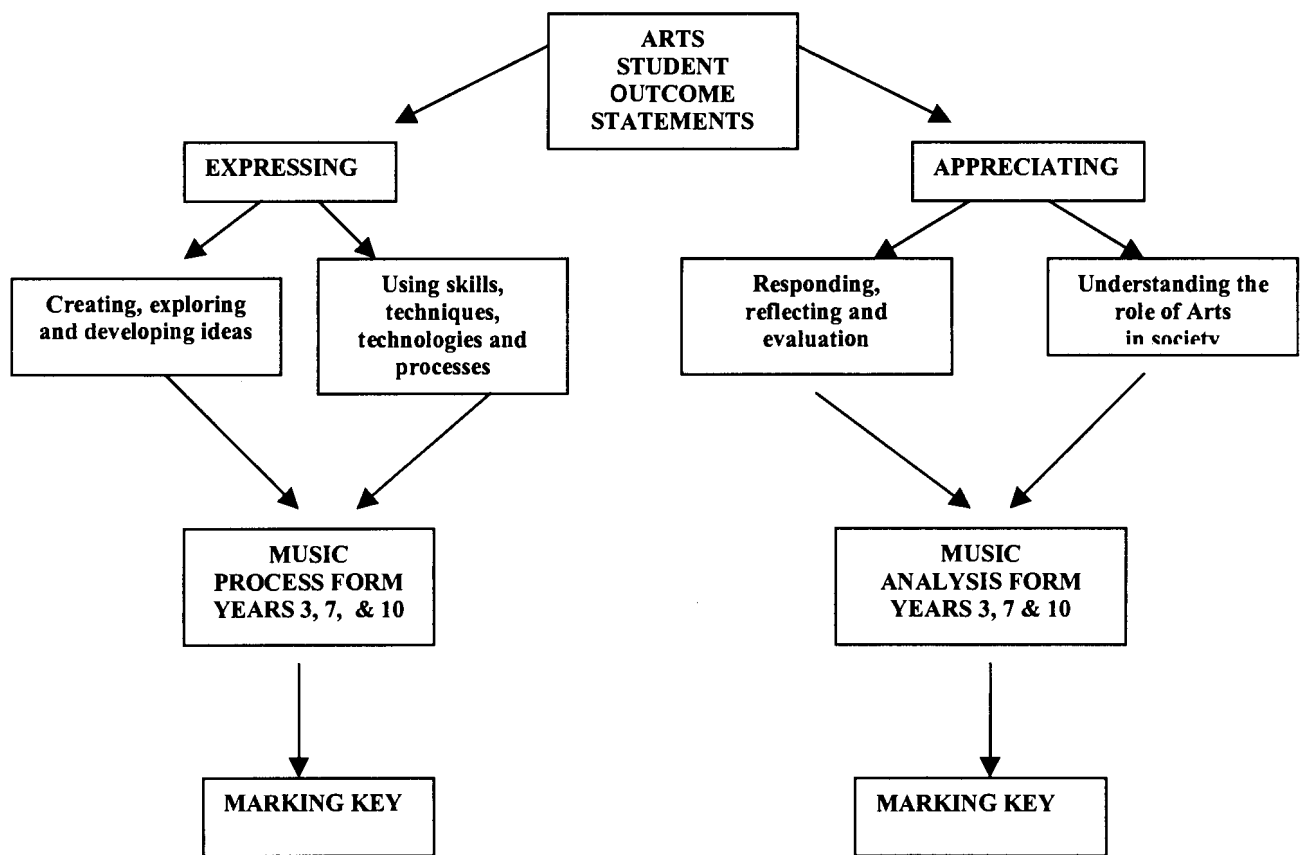 ARTS
STUDENT
OUTCOME
STATEMENTS
EXPRESSING
APPRECIATING
Creating, exploring
and developing ideas
Using skills,
techniques,
technologies and
processes
Responding,
reflecting and
evaluation
Understanding the
role of Arts
in society
MUSIC
PROCESS FORM
YEARS 3, 7, & 10
MUSIC
ANALYSIS FORM
YEARS 3, 7 & 10
MARKING KEY
MARKING KEY